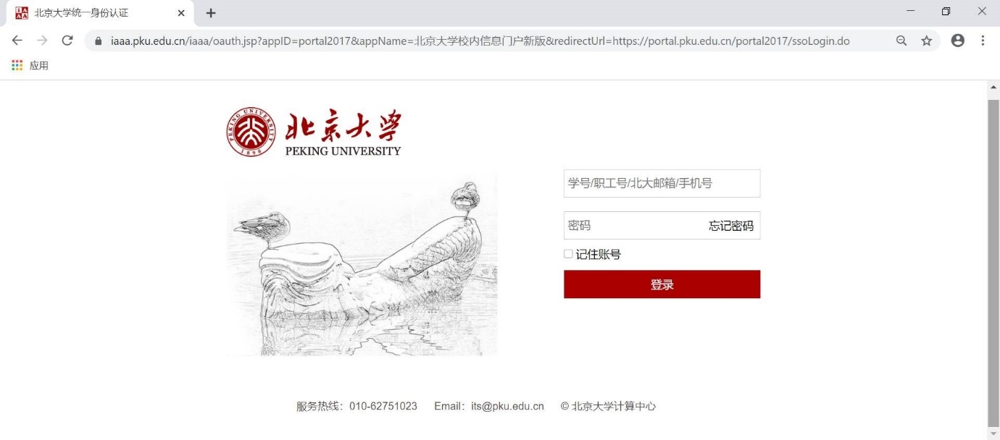 北京大学统一身份认证
iaaa.pku.edu.cn/iaaa/oauth.jsp?appID=portal2017&appName=北京大学校内信息门户新版&redirectUrl=https://portal.pku.edu.cn/portal2017/ssoLogin.do
应用
PEKING UNIVERSITY
1898
北京大学
PEKING UNIVERSITY
学号/职工号/北大邮箱/手机号
密码 忘记密码
记住账号
登录
服务热线：010-62751023 Email：its@pku.edu.cn © 北京大学计算中心